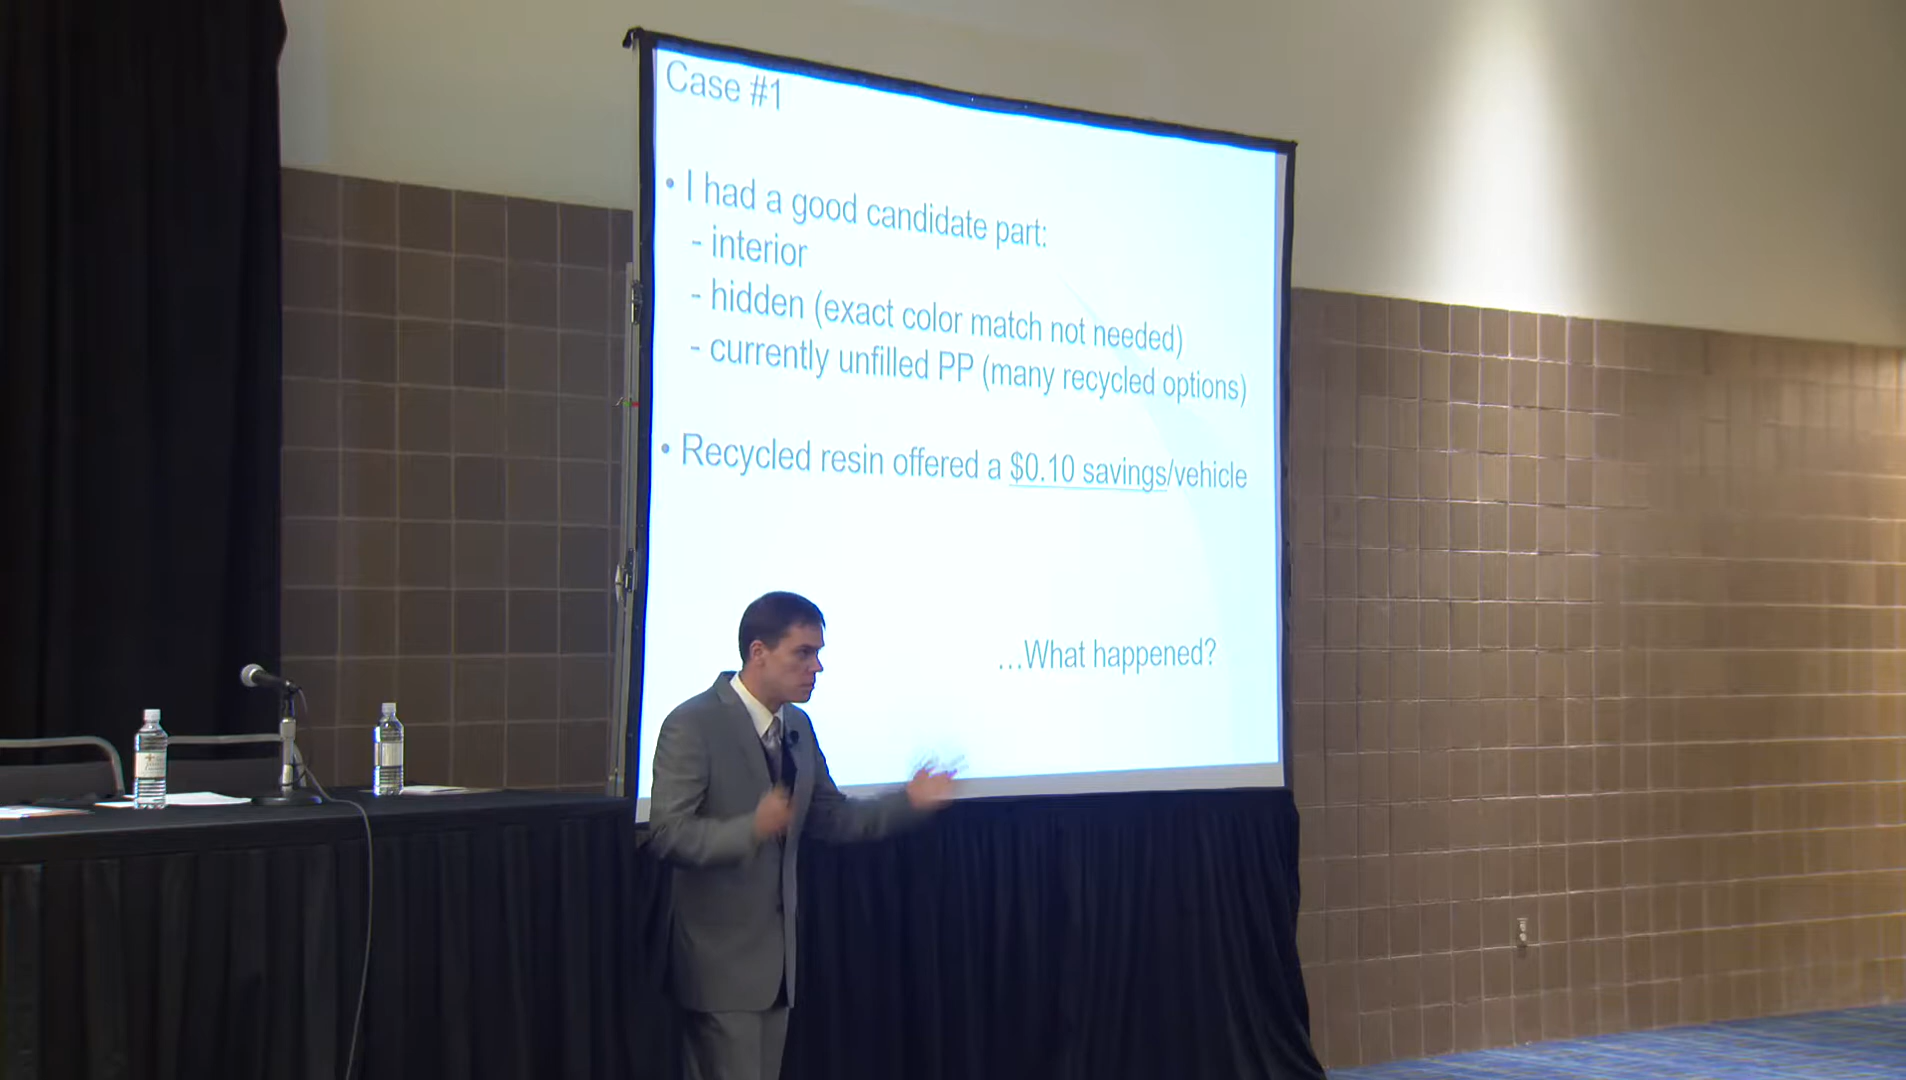 Case #1
• I had a good candidate part:
- interior
- hidden (exact color match not needed)
- currently unfilled PP (many recycled options)
• Recycled resin offered a $0.10 savings/vehicle
...What happened?